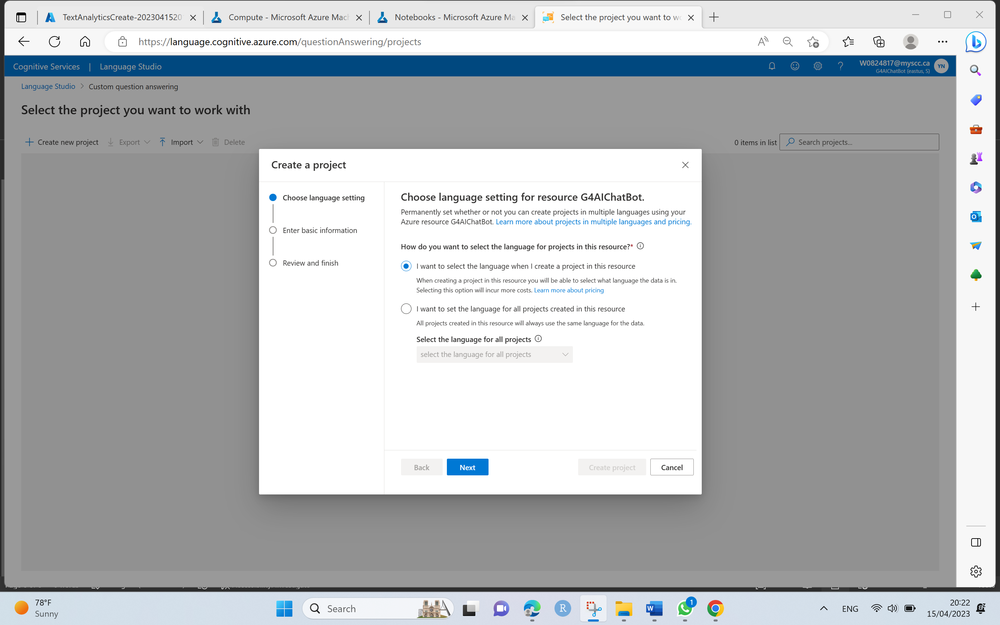 TextAnalyticsCreate-2023041520
Compute - Microsoft Azure Mach
Notebooks - Microsoft Azure Ma
Select the project you want to wo
https://language.cognitive.azure.com/questionAnswering/projects
Cognitive Services | Language Studio
W0824817@myscc.ca
G4AIChatBot (eastus, S)
YN
Language Studio > Custom question answering
Select the project you want to work with
Create new project
Export
Import
Delete
0 items in list
Search projects...
Create a project
Choose language setting
Enter basic information
Review and finish
Choose language setting for resource G4AIChatBot.
Permanently set whether or not you can create projects in multiple languages using your
Azure resource G4AIChatBot. Learn more about projects in multiple languages and pricing.
How do you want to select the language for projects in this resource?*
I want to select the language when I create a project in this resource
When creating a project in this resource you will be able to select what language the data is in.
Selecting this option will incur more costs. Learn more about pricing
I want to set the language for all projects created in this resource
All projects created in this resource will always use the same language for the data.
Select the language for all projects
select the language for all projects
Back
Next
Create project
Cancel
78°F
Sunny
Search
1
ENG
20:22
15/04/2023